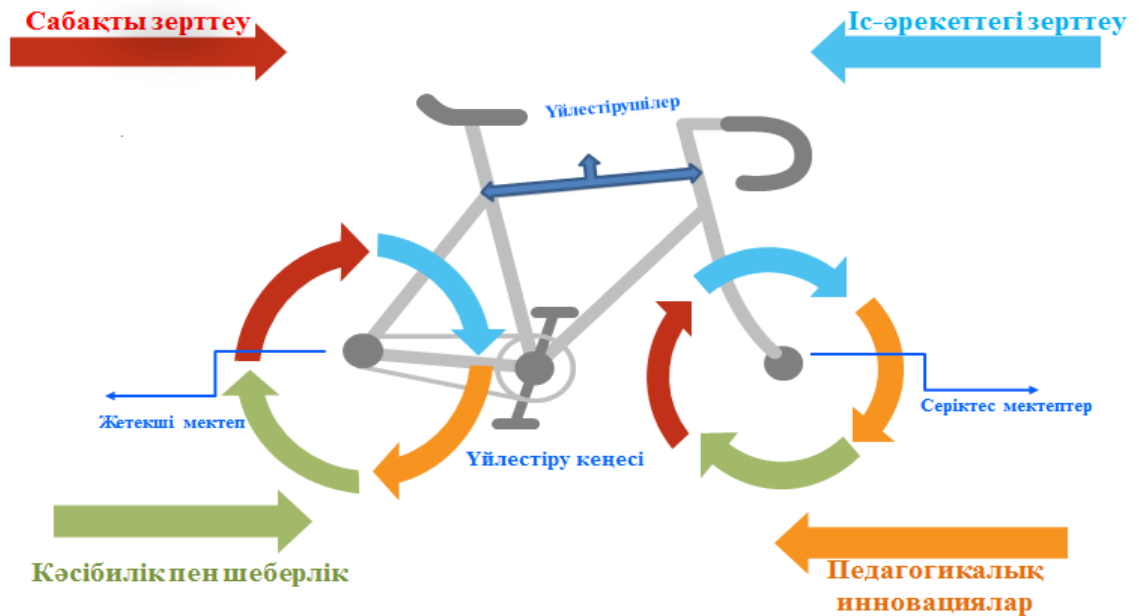 Сабақты зерттеу
Іс-әрекеттегі зерттеу
Үйлестірушілер
Жетекші мектеп
Серіктес мектептер
Үйлестіру кеңесі
Кәсібилік пен шеберлік
Педагогикалық
инновациялар